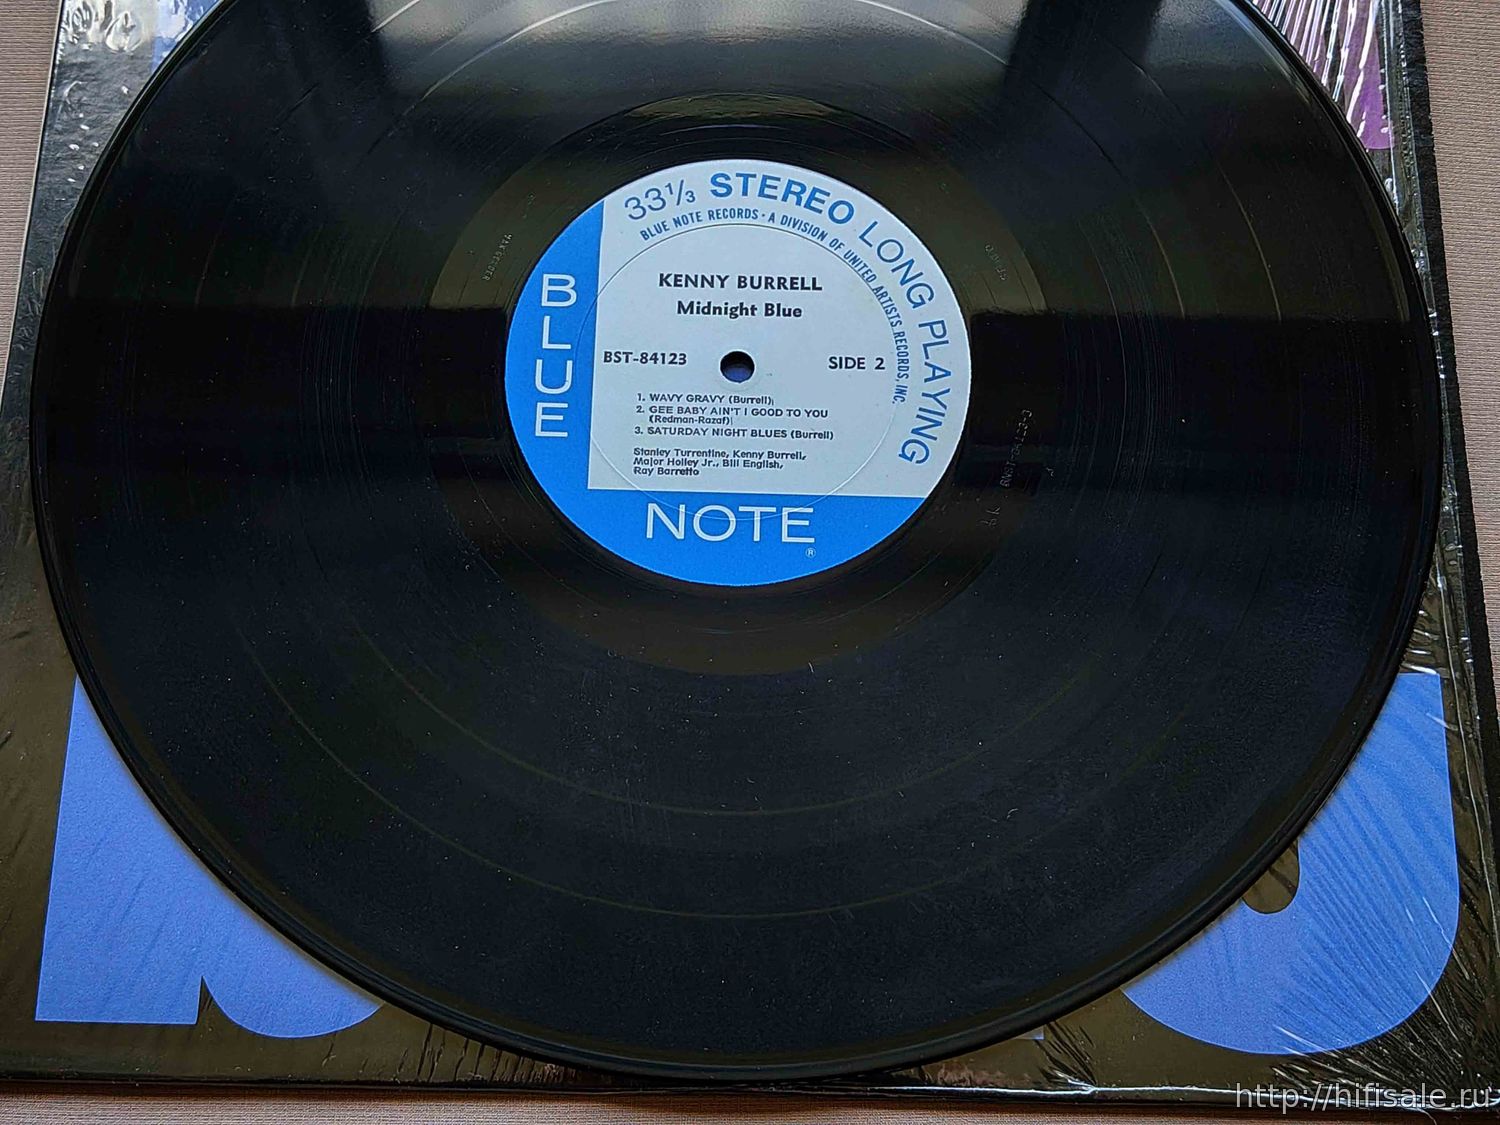 33⅓ STEREO LONG PLAYING
BLUE NOTE RECORDS · A DIVISION OF UNITED ARTISTS RECORDS, INC.
KENNY BURRELL
Midnight Blue
BST-84123
SIDE 2
1. WAVY GRAVY (Burrell)
2. GEE BABY AIN'T I GOOD TO YOU
(Redman-Razaf)
3. SATURDAY NIGHT BLUES (Burrell)
Stanley Turrentine, Kenny Burrell,
Major Holley Jr., Bill English,
Ray Barretto
BLUE
NOTE
®
http://hifisale.ru